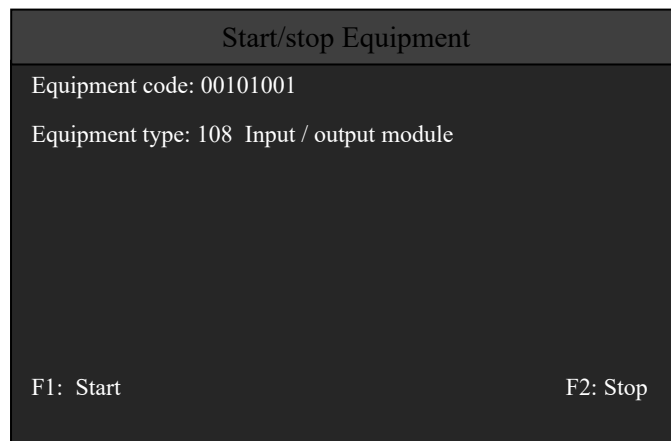 Start/stop Equipment
Equipment code: 00101001
Equipment type: 108 Input / output module
F1: Start F2: Stop